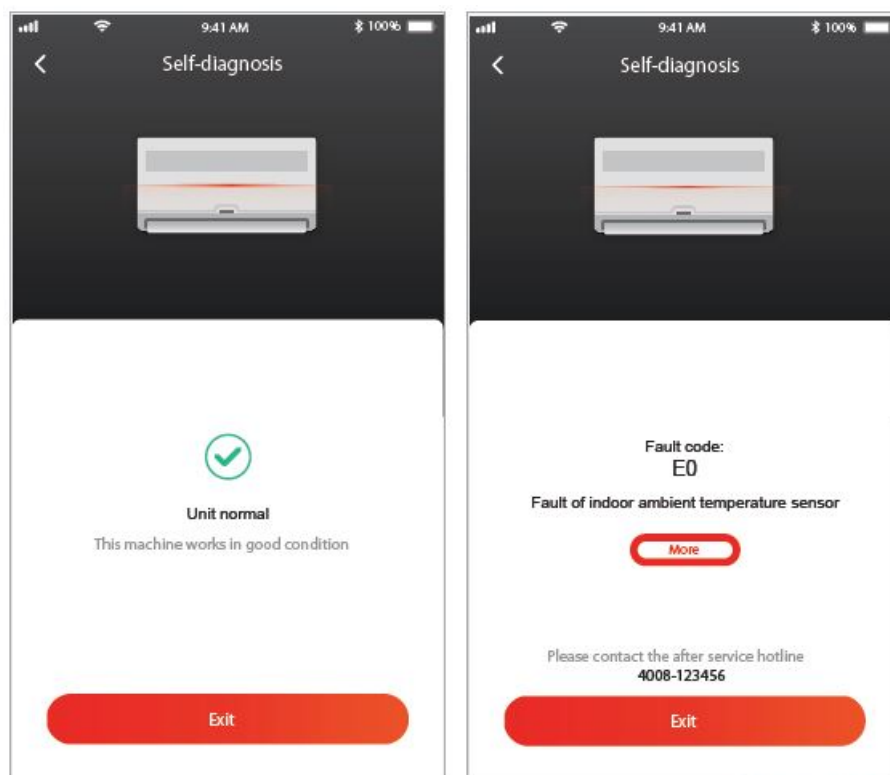 9:41 AM
100%
Self-diagnosis
Unit normal
This machine works in good condition
Exit
9:41 AM
100%
Self-diagnosis
Fault code:
E0
Fault of indoor ambient temperature sensor
More
Please contact the after service hotline
4008-123456
Exit